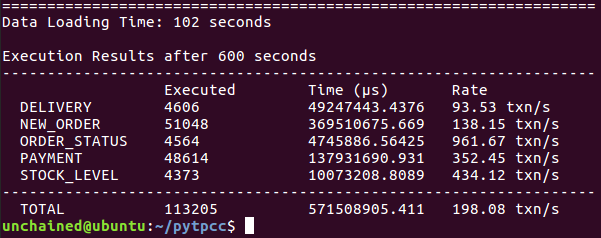 ==================================================================
Data Loading Time: 102 seconds
Execution Results after 600 seconds
------------------------------------------------------------------
Executed Time (µs) Rate
DELIVERY 4606 49247443.4376 93.53 txn/s
NEW_ORDER 51048 369510675.669 138.15 txn/s
ORDER_STATUS 4564 4745886.56425 961.67 txn/s
PAYMENT 48614 137931690.931 352.45 txn/s
STOCK_LEVEL 4373 10073208.8089 434.12 txn/s
------------------------------------------------------------------
TOTAL 113205 571508905.411 198.08 txn/s
unchained@ubuntu:~/pytpcc$